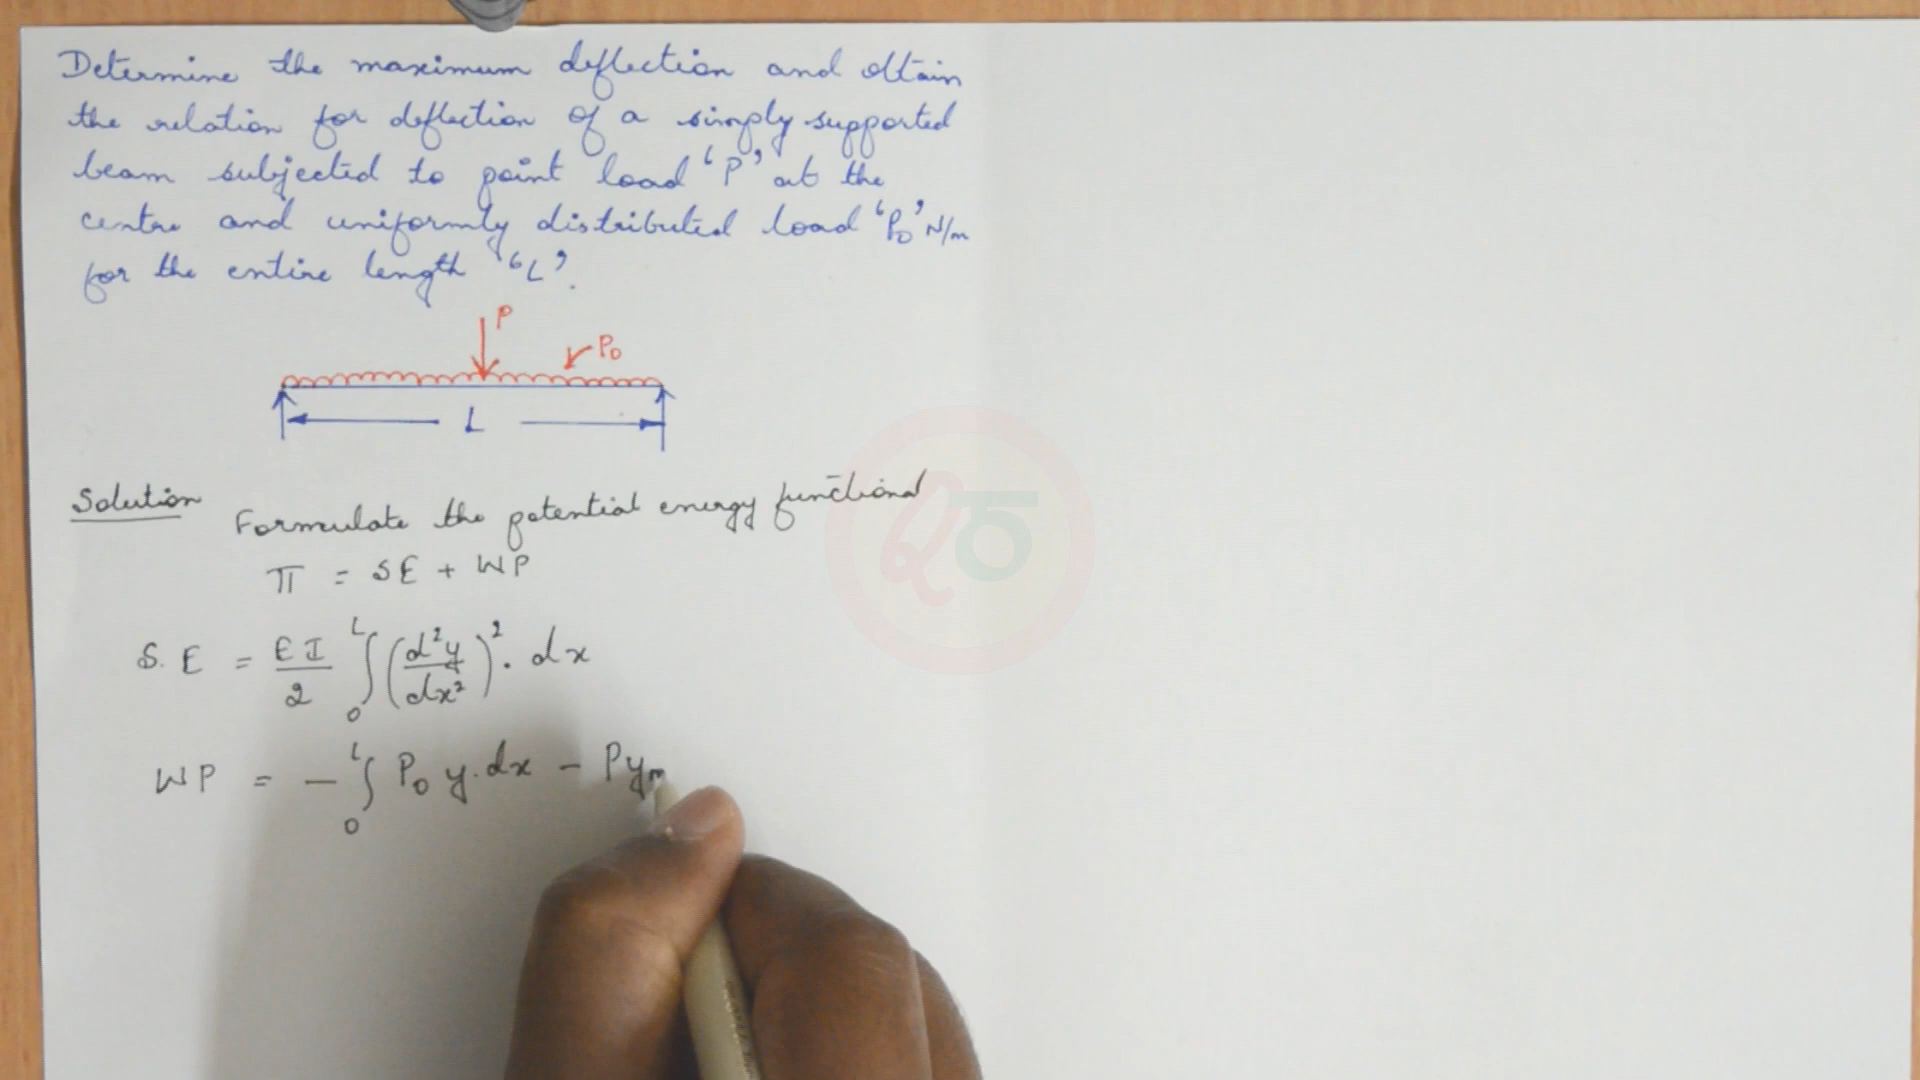 Determine the maximum deflection and obtain
the relation for deflection of a simply supported
beam subjected to point load 'P' at the
centre and uniformly distributed load 'P₀' N/m
for the entire length 'L'.
P
P₀
L
Solution
Formulate the potential energy functional
π = SE + WP
S.E = EI/2 ∫₀ᴸ (d²y/dx²)² . dx
WP = - ∫₀ᴸ P₀ y.dx - Pym